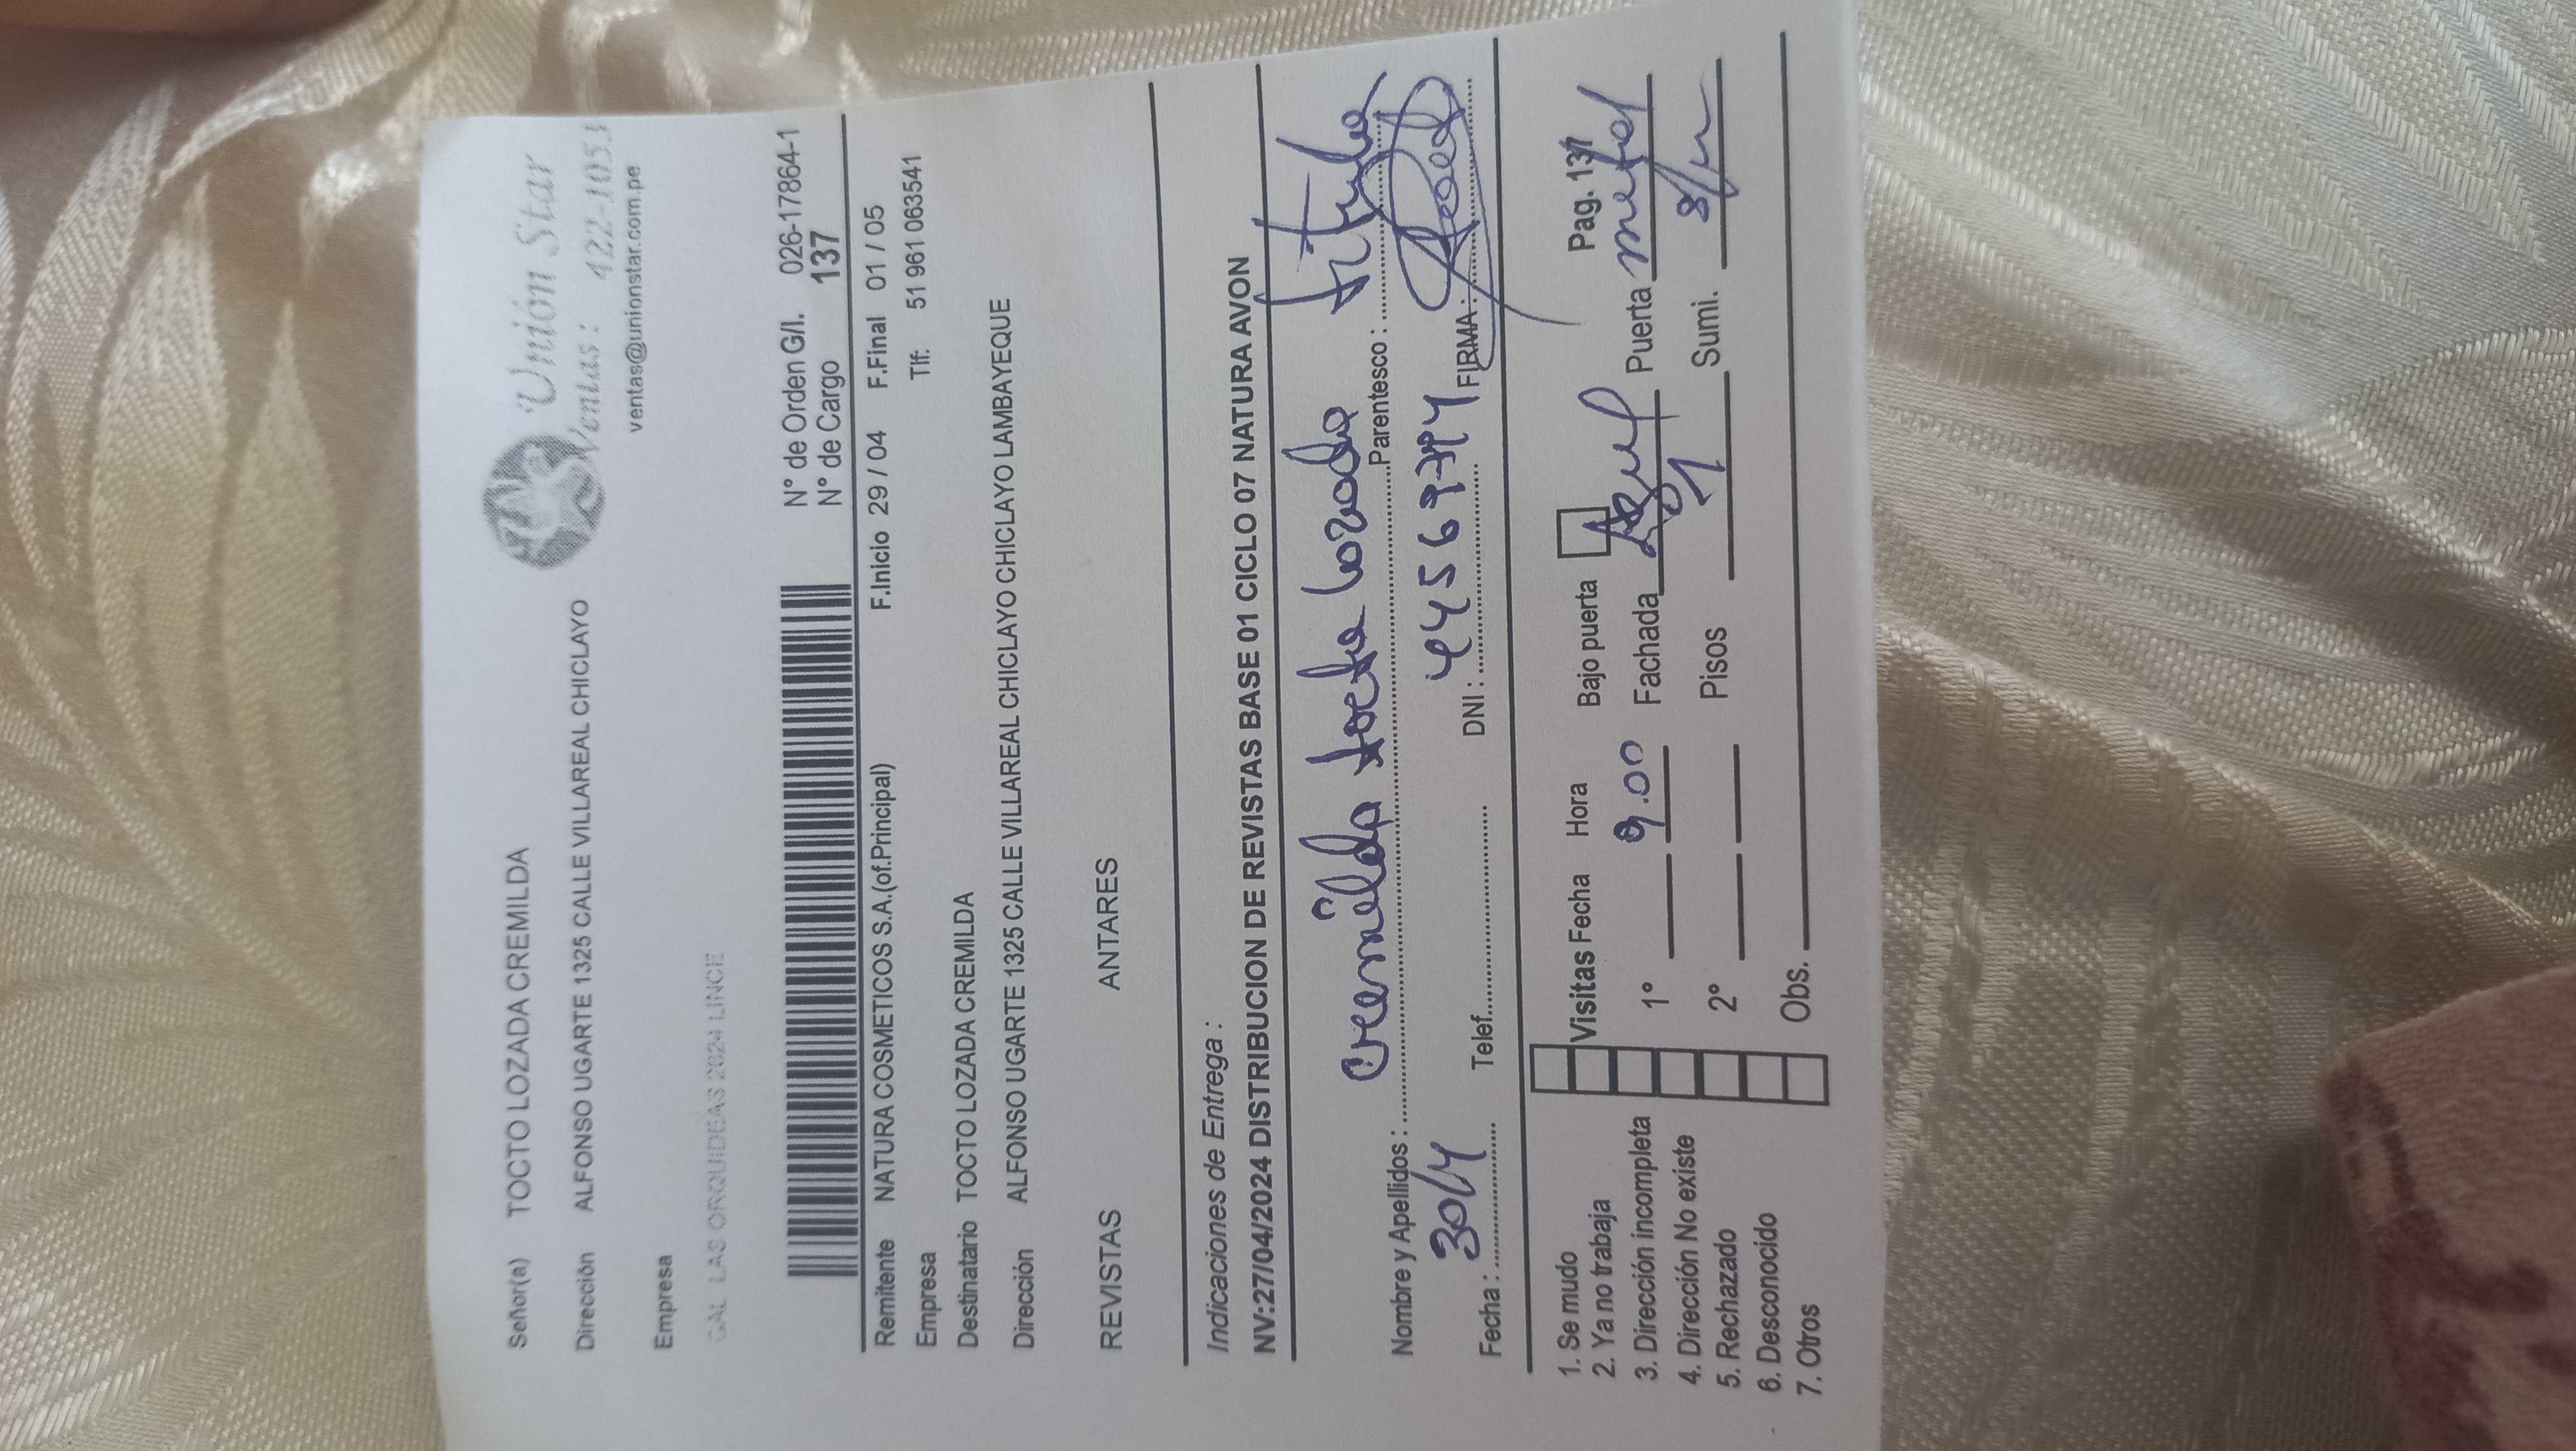 Señor(a) TOCTO LOZADA CREMILDA
Unión Star
Dirección ALFONSO UGARTE 1325 CALLE VILLAREAL CHICLAYO
Ventas: 422-1053
ventas@unionstar.com.pe
Empresa
CAL LAS ORQUIDEAS 2624 LINCE
N° de Orden G/I. 026-17864-1
N° de Cargo 137
Remitente NATURA COSMETICOS S.A.(of.Principal) F.Inicio 29 / 04 F.Final 01 / 05
Empresa Tlf: 51 961 063541
Destinatario TOCTO LOZADA CREMILDA
Dirección ALFONSO UGARTE 1325 CALLE VILLAREAL CHICLAYO CHICLAYO LAMBAYEQUE
REVISTAS ANTARES
Indicaciones de Entrega :
NV:27/04/2024 DISTRIBUCION DE REVISTAS BASE 01 CICLO 07 NATURA AVON
Nombre y Apellidos : Cremilda tocto lozada Parentesco : titular
Fecha : 30/4 Telef. DNI : FIRMA :
1. Se mudo
2. Ya no trabaja
3. Dirección incompleta
4. Dirección No existe
5. Rechazado
6. Desconocido
7. Otros
Visitas Fecha Hora Bajo puerta Pag. 137
1° 9.00 Fachada Azul Puerta metal
2° Pisos 01 Sumi. s/n
Obs.